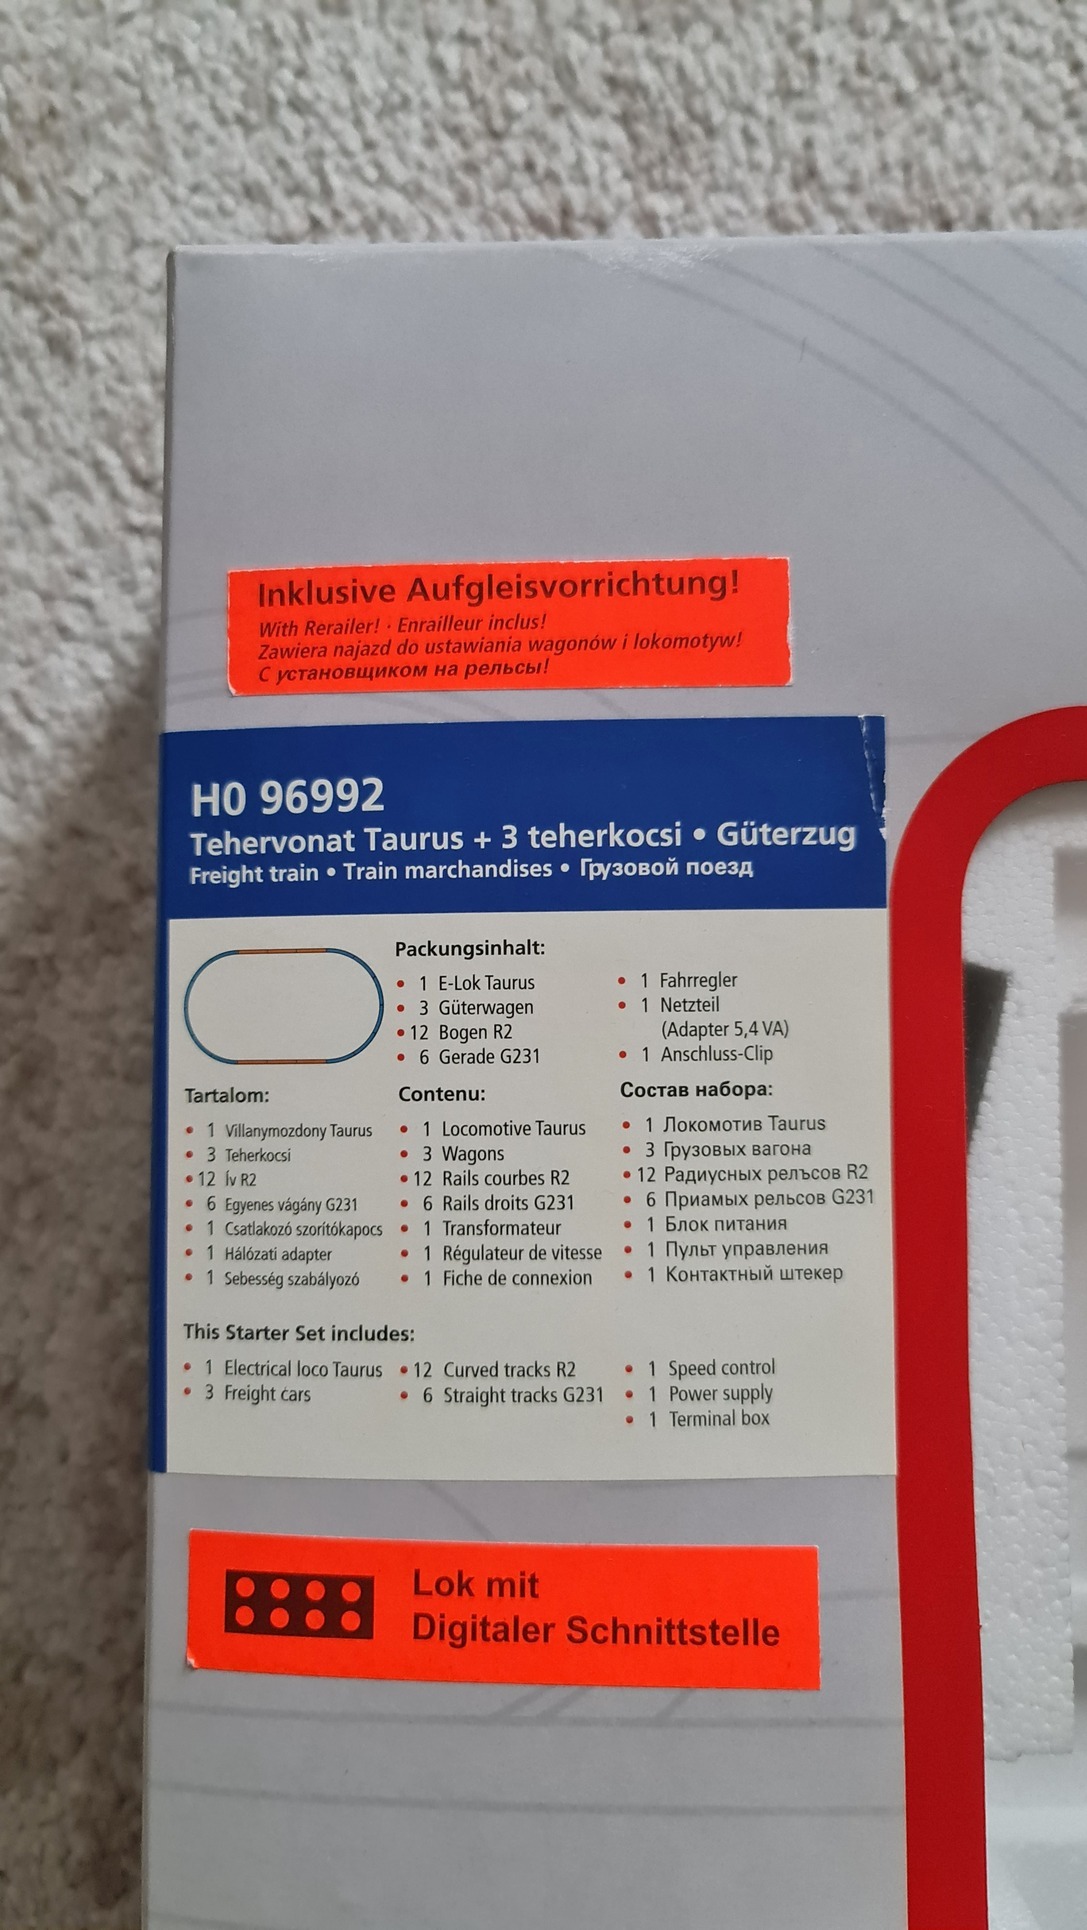 Inklusive Aufgleisvorrichtung!
With Rerailer! · Enrailleur inclus!
Zawiera najazd do ustawiania wagonów i lokomotyw!
С установщиком на рельсы!
H0 96992
Tehervonat Taurus + 3 teherkocsi • Güterzug
Freight train • Train marchandises • Грузовой поезд
Packungsinhalt:
• 1 E-Lok Taurus
• 3 Güterwagen
• 12 Bogen R2
• 6 Gerade G231
• 1 Fahrregler
• 1 Netzteil
(Adapter 5,4 VA)
• 1 Anschluss-Clip
Tartalom:
• 1 Villanymozdony Taurus
• 3 Teherkocsi
• 12 Ív R2
• 6 Egyenes vágány G231
• 1 Csatlakozó szorítókapocs
• 1 Hálózati adapter
• 1 Sebesség szabályozó
Contenu:
• 1 Locomotive Taurus
• 3 Wagons
• 12 Rails courbes R2
• 6 Rails droits G231
• 1 Transformateur
• 1 Régulateur de vitesse
• 1 Fiche de connexion
Состав набора:
• 1 Локомотив Taurus
• 3 Грузовых вагона
• 12 Радиусных релъсов R2
• 6 Приамых рельсов G231
• 1 Блок питания
• 1 Пульт управления
• 1 Контактный штекер
This Starter Set includes:
• 1 Electrical loco Taurus
• 3 Freight cars
• 12 Curved tracks R2
• 6 Straight tracks G231
• 1 Speed control
• 1 Power supply
• 1 Terminal box
Lok mit
Digitaler Schnittstelle